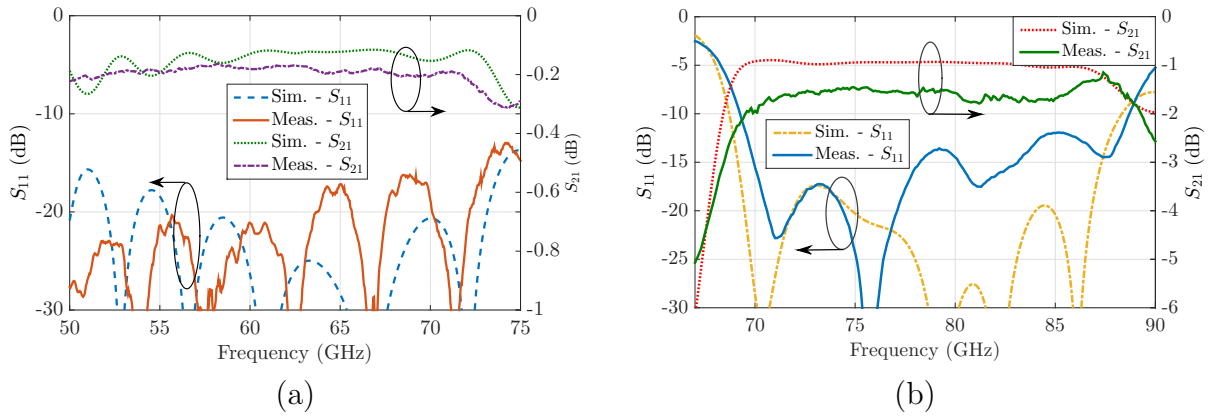 0
-5
-10
-15
-20
-25
-30
S₁₁ (dB)
50
55
60
65
70
75
Frequency (GHz)
0
-0.2
-0.4
-0.6
-0.8
-1
S₂₁ (dB)
Sim. - S₁₁
Meas. - S₁₁
Sim. - S₂₁
Meas. - S₂₁
(a)
0
-5
-10
-15
-20
-25
-30
S₁₁ (dB)
70
75
80
85
90
Frequency (GHz)
0
-1
-2
-3
-4
-5
-6
S₂₁ (dB)
Sim. - S₂₁
Meas. - S₂₁
Sim. - S₁₁
Meas. - S₁₁
(b)